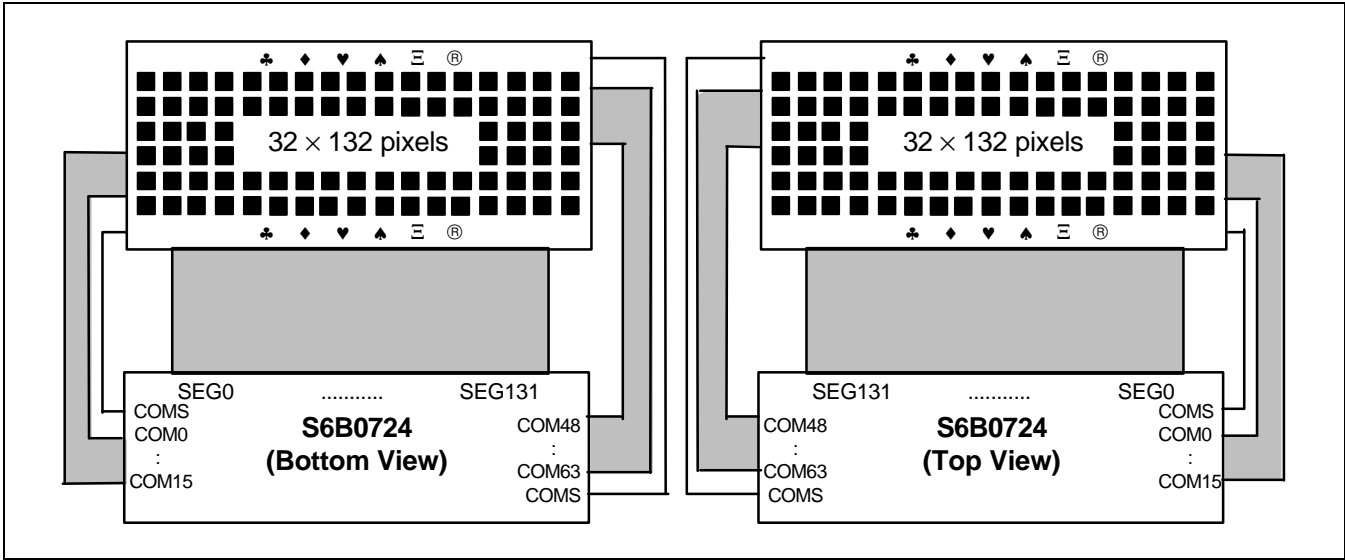 ♣ ♦ ♥ ♠ Ξ ®
32 × 132 pixels
♣ ♦ ♥ ♠ Ξ ®
SEG0 ........... SEG131
COMS
COM0
:
COM15
S6B0724
(Bottom View)
COM48
:
COM63
COMS
♣ ♦ ♥ ♠ Ξ ®
32 × 132 pixels
♣ ♦ ♥ ♠ Ξ ®
SEG131 ........... SEG0
COM48
:
COM63
COMS
S6B0724
(Top View)
COMS
COM0
:
COM15